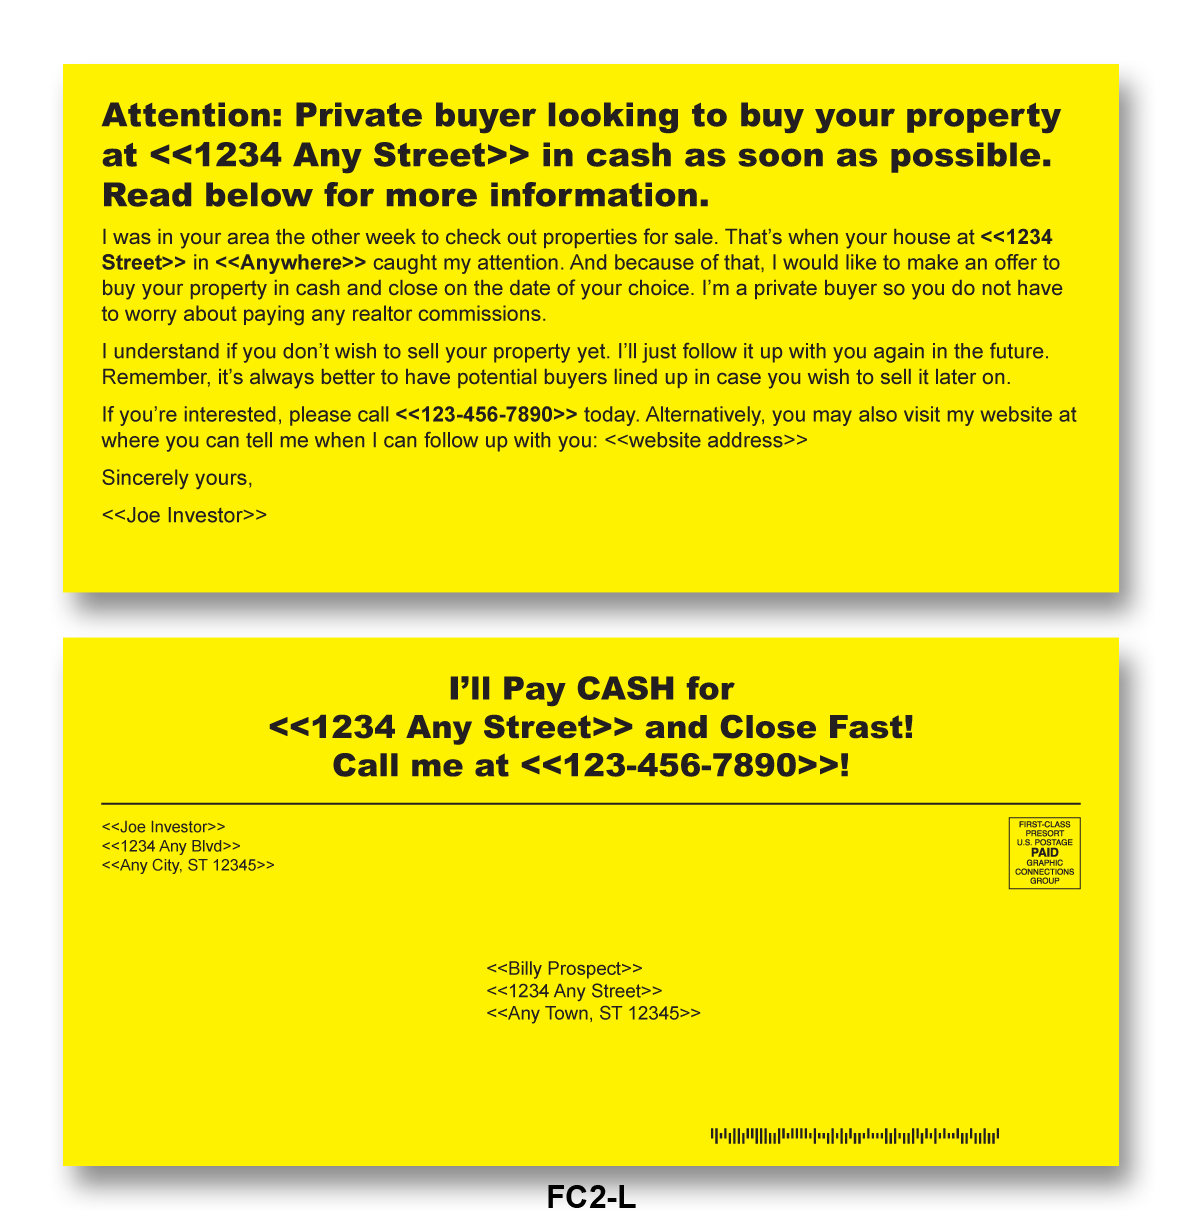 Attention: Private buyer looking to buy your property
at <<1234 Any Street>> in cash as soon as possible.
Read below for more information.
I was in your area the other week to check out properties for sale. That’s when your house at <<1234
Street>> in <<Anywhere>> caught my attention. And because of that, I would like to make an offer to
buy your property in cash and close on the date of your choice. I’m a private buyer so you do not have
to worry about paying any realtor commissions.
I understand if you don’t wish to sell your property yet. I’ll just follow it up with you again in the future.
Remember, it’s always better to have potential buyers lined up in case you wish to sell it later on.
If you’re interested, please call <<123-456-7890>> today. Alternatively, you may also visit my website at
where you can tell me when I can follow up with you: <<website address>>
Sincerely yours,
<<Joe Investor>>
I’ll Pay CASH for
<<1234 Any Street>> and Close Fast!
Call me at <<123-456-7890>>!
<<Joe Investor>>
<<1234 Any Blvd>>
<<Any City, ST 12345>>
FIRST-CLASS
PRESORT
U.S. POSTAGE
PAID
GRAPHIC
CONNECTIONS
GROUP
<<Billy Prospect>>
<<1234 Any Street>>
<<Any Town, ST 12345>>
FC2-L